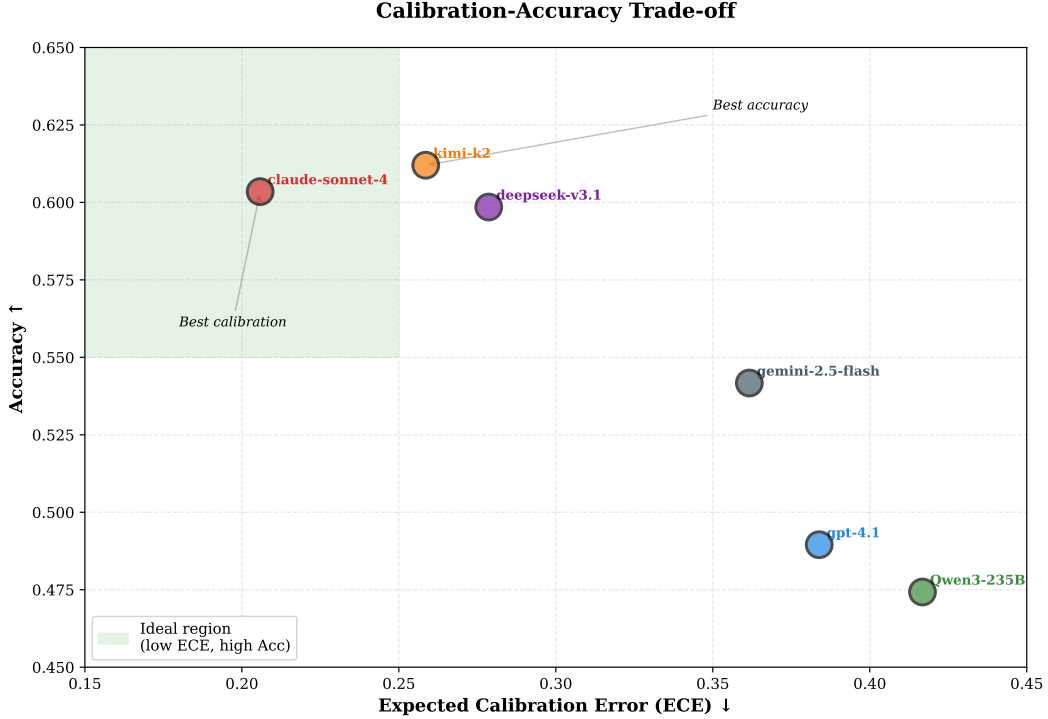 Calibration-Accuracy Trade-off
Accuracy ↑
0.650
0.625
0.600
0.575
0.550
0.525
0.500
0.475
0.450
Best accuracy
kimi-k2
claude-sonnet-4
deepseek-v3.1
Best calibration
gemini-2.5-flash
gpt-4.1
Qwen3-235B
Ideal region
(low ECE, high Acc)
0.15 0.20 0.25 0.30 0.35 0.40 0.45
Expected Calibration Error (ECE) ↓